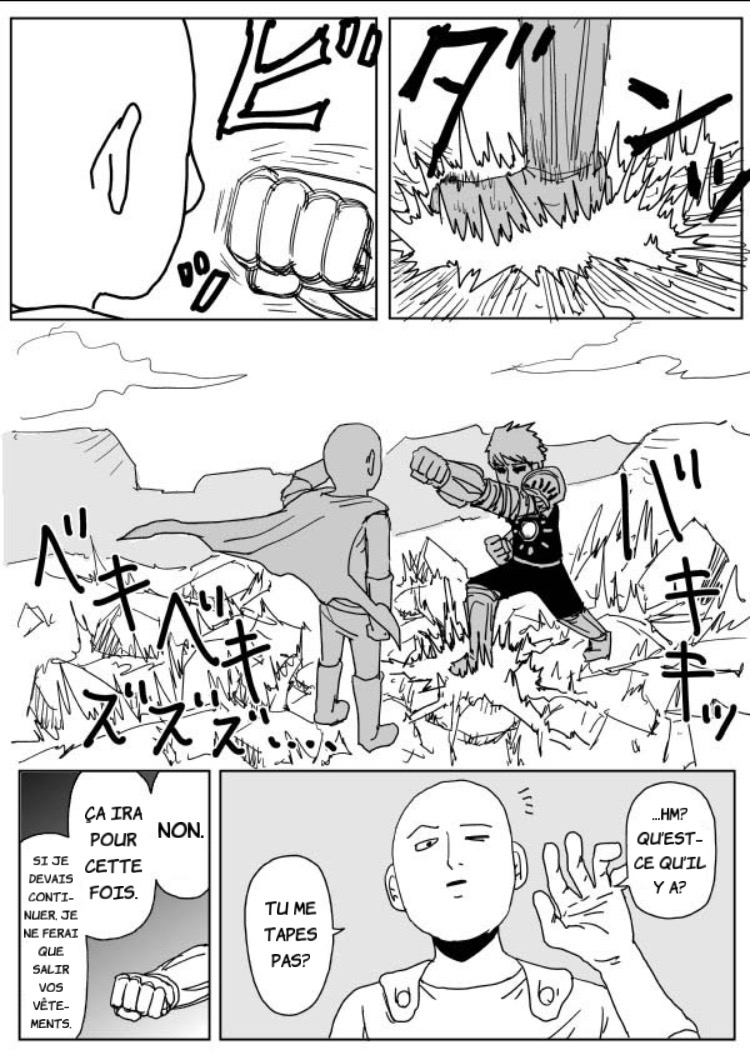 ダンッ
ビッ
バキキッ
ベキ
ベキ
ズズズ....
...HM?
QU'EST-
CE QU'IL
Y A?
TU ME
TAPES
PAS?
NON.
ÇA IRA
POUR
CETTE
FOIS.
SI JE
DEVAIS
CONTI-
NUER, JE
NE FERAI
QUE
SALIR
VOS
VÊTE-
MENTS.